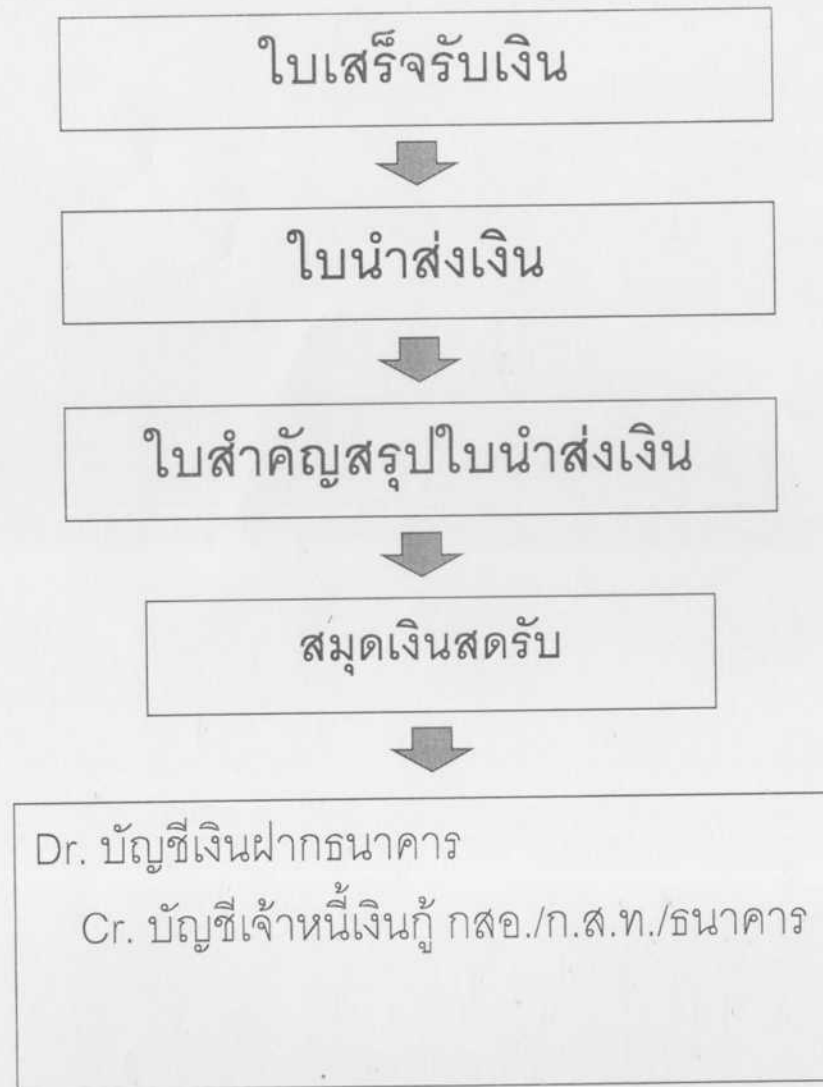 ใบเสร็จรับเงิน
ใบนำส่งเงิน
ใบสำคัญสรุปใบนำส่งเงิน
สมุดเงินสดรับ
Dr. บัญชีเงินฝากธนาคาร
Cr. บัญชีเจ้าหนี้เงินกู้ กสอ./ก.ส.ท./ธนาคาร